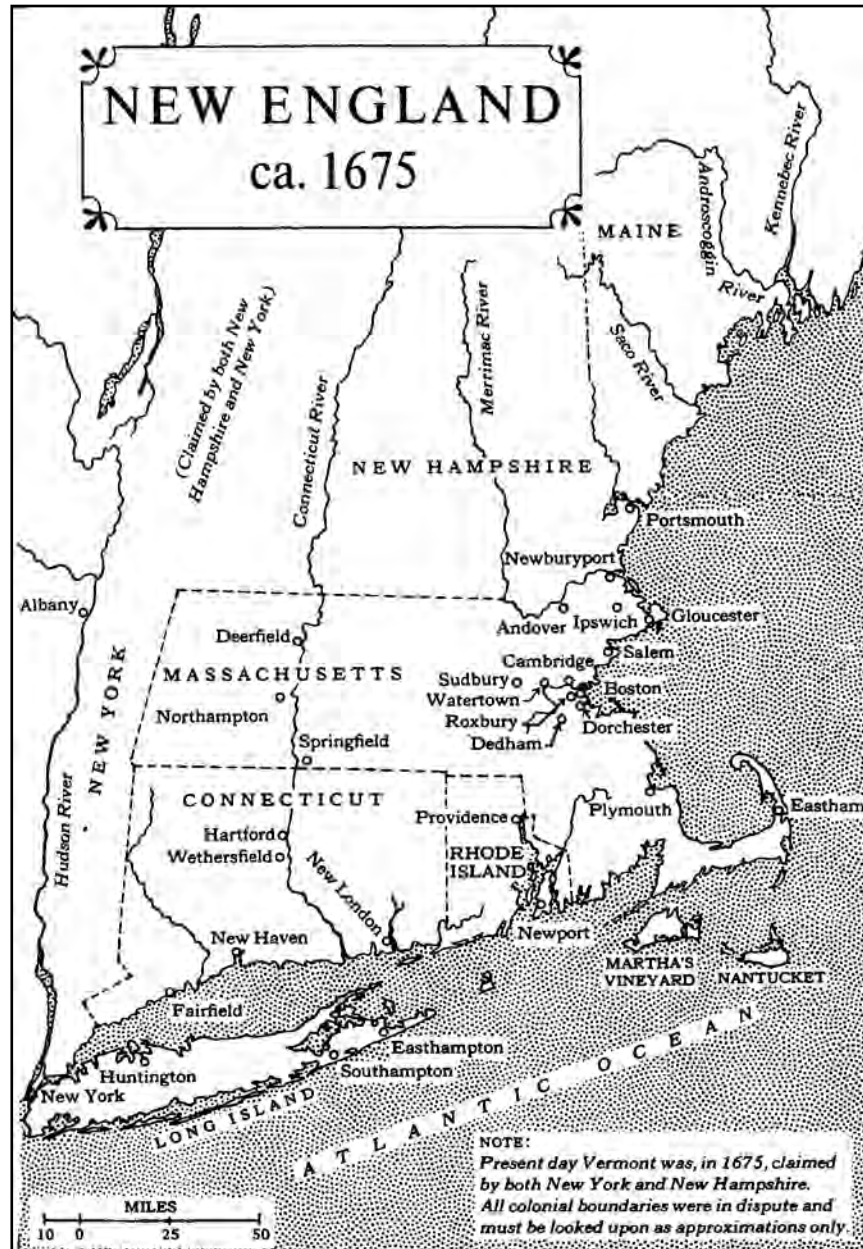 NEW ENGLAND
ca. 1675
MAINE
Androscoggin
River
Kennebec River
Saco River
Merrimac River
Connecticut River
(Claimed by both New
Hampshire and New York)
NEW HAMPSHIRE
Portsmouth
Newburyport
Albany
Andover
Ipswich
Gloucester
Deerfield
Salem
MASSACHUSETTS
Cambridge
Sudbury
Boston
Watertown
Northampton
Roxbury
Dorchester
Dedham
NEW YORK
Springfield
Hudson River
CONNECTICUT
Plymouth
Eastham
Providence
Hartford
Wethersfield
RHODE
ISLAND
New London
Newport
New Haven
MARTHA'S
VINEYARD
NANTUCKET
Fairfield
Easthampton
Huntington
Southampton
New York
LONG ISLAND
ATLANTIC OCEAN
NOTE:
Present day Vermont was, in 1675, claimed
by both New York and New Hampshire.
All colonial boundaries were in dispute and
must be looked upon as approximations only.
MILES
10 0 25 50